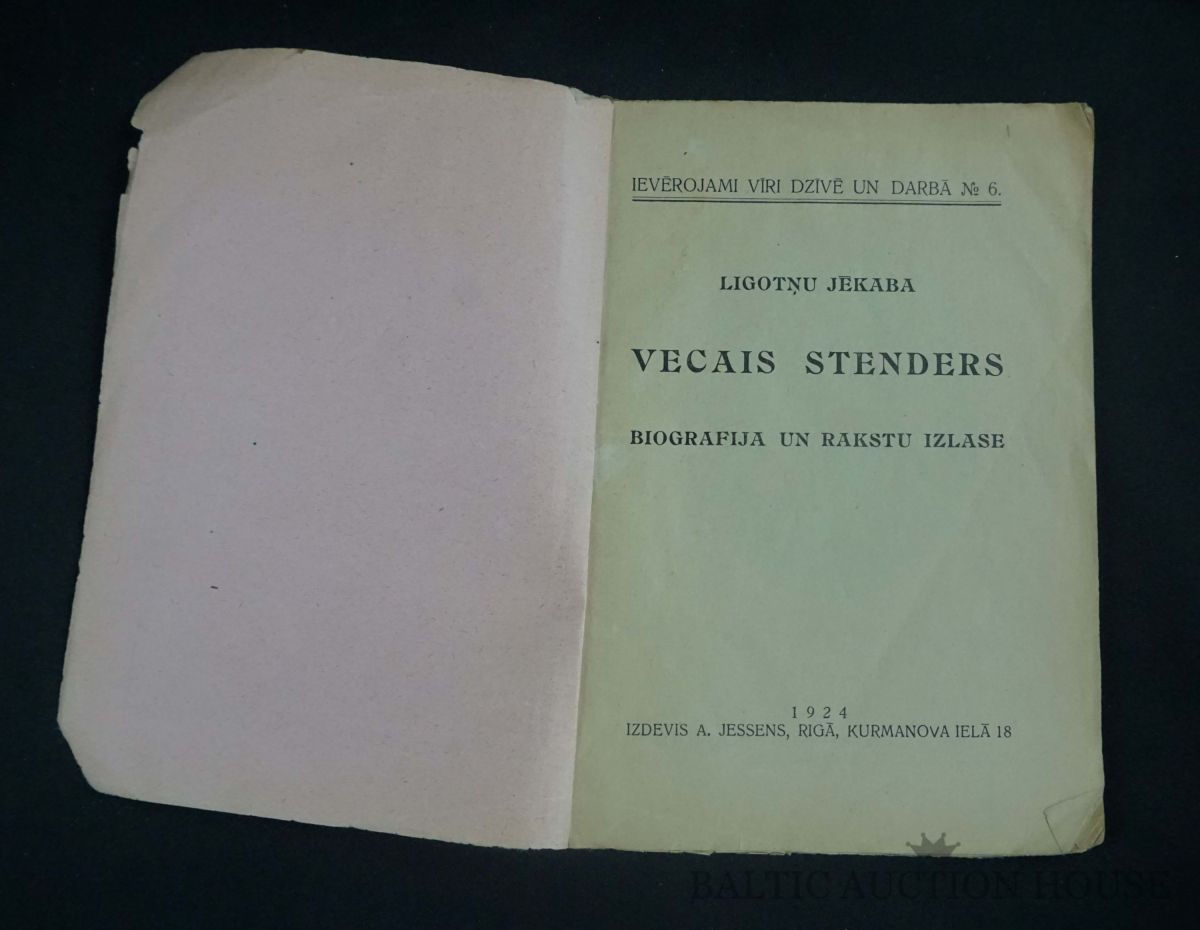 IEVĒROJAMI VĪRI DZĪVĒ UN DARBĀ № 6.
LIGOTŅU JĒKABA
VECAIS STENDERS
BIOGRAFIJA UN RAKSTU IZLASE
1924
IZDEVIS A. JESSENS, RIGĀ, KURMANOVA IELĀ 18
BALTIC AUCTION HOUSE